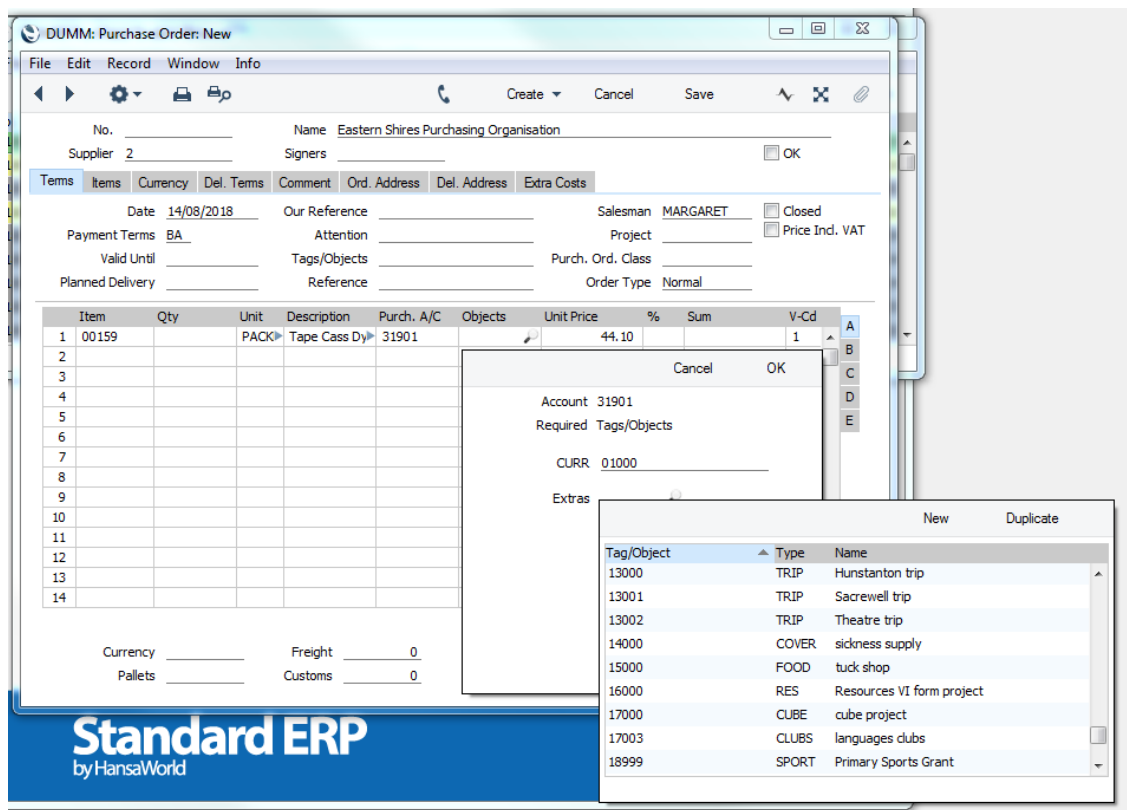 DUMM: Purchase Order: New
File Edit Record Window Info
Create Cancel Save
No. Name Eastern Shires Purchasing Organisation
Supplier 2 Signers OK
Terms Items Currency Del. Terms Comment Ord. Address Del. Address Extra Costs
Date 14/08/2018 Our Reference Salesman MARGARET Closed
Payment Terms BA Attention Project Price Incl. VAT
Valid Until Tags/Objects Purch. Ord. Class
Planned Delivery Reference Order Type Normal
Item Qty Unit Description Purch. A/C Objects Unit Price % Sum V-Cd
A
1 00159 PACK Tape Cass Dy 31901 44.10 1
2
B
3
C
4
D
5
E
6
7
8
9
10
11
12
13
14
Currency Freight 0
Pallets Customs 0
Cancel OK
Account 31901
Required Tags/Objects
CURR 01000
Extras
New Duplicate
Tag/Object Type Name
13000 TRIP Hunstanton trip
13001 TRIP Sacrewell trip
13002 TRIP Theatre trip
14000 COVER sickness supply
15000 FOOD tuck shop
16000 RES Resources VI form project
17000 CUBE cube project
17003 CLUBS languages clubs
18999 SPORT Primary Sports Grant
Standard ERP
by HansaWorld